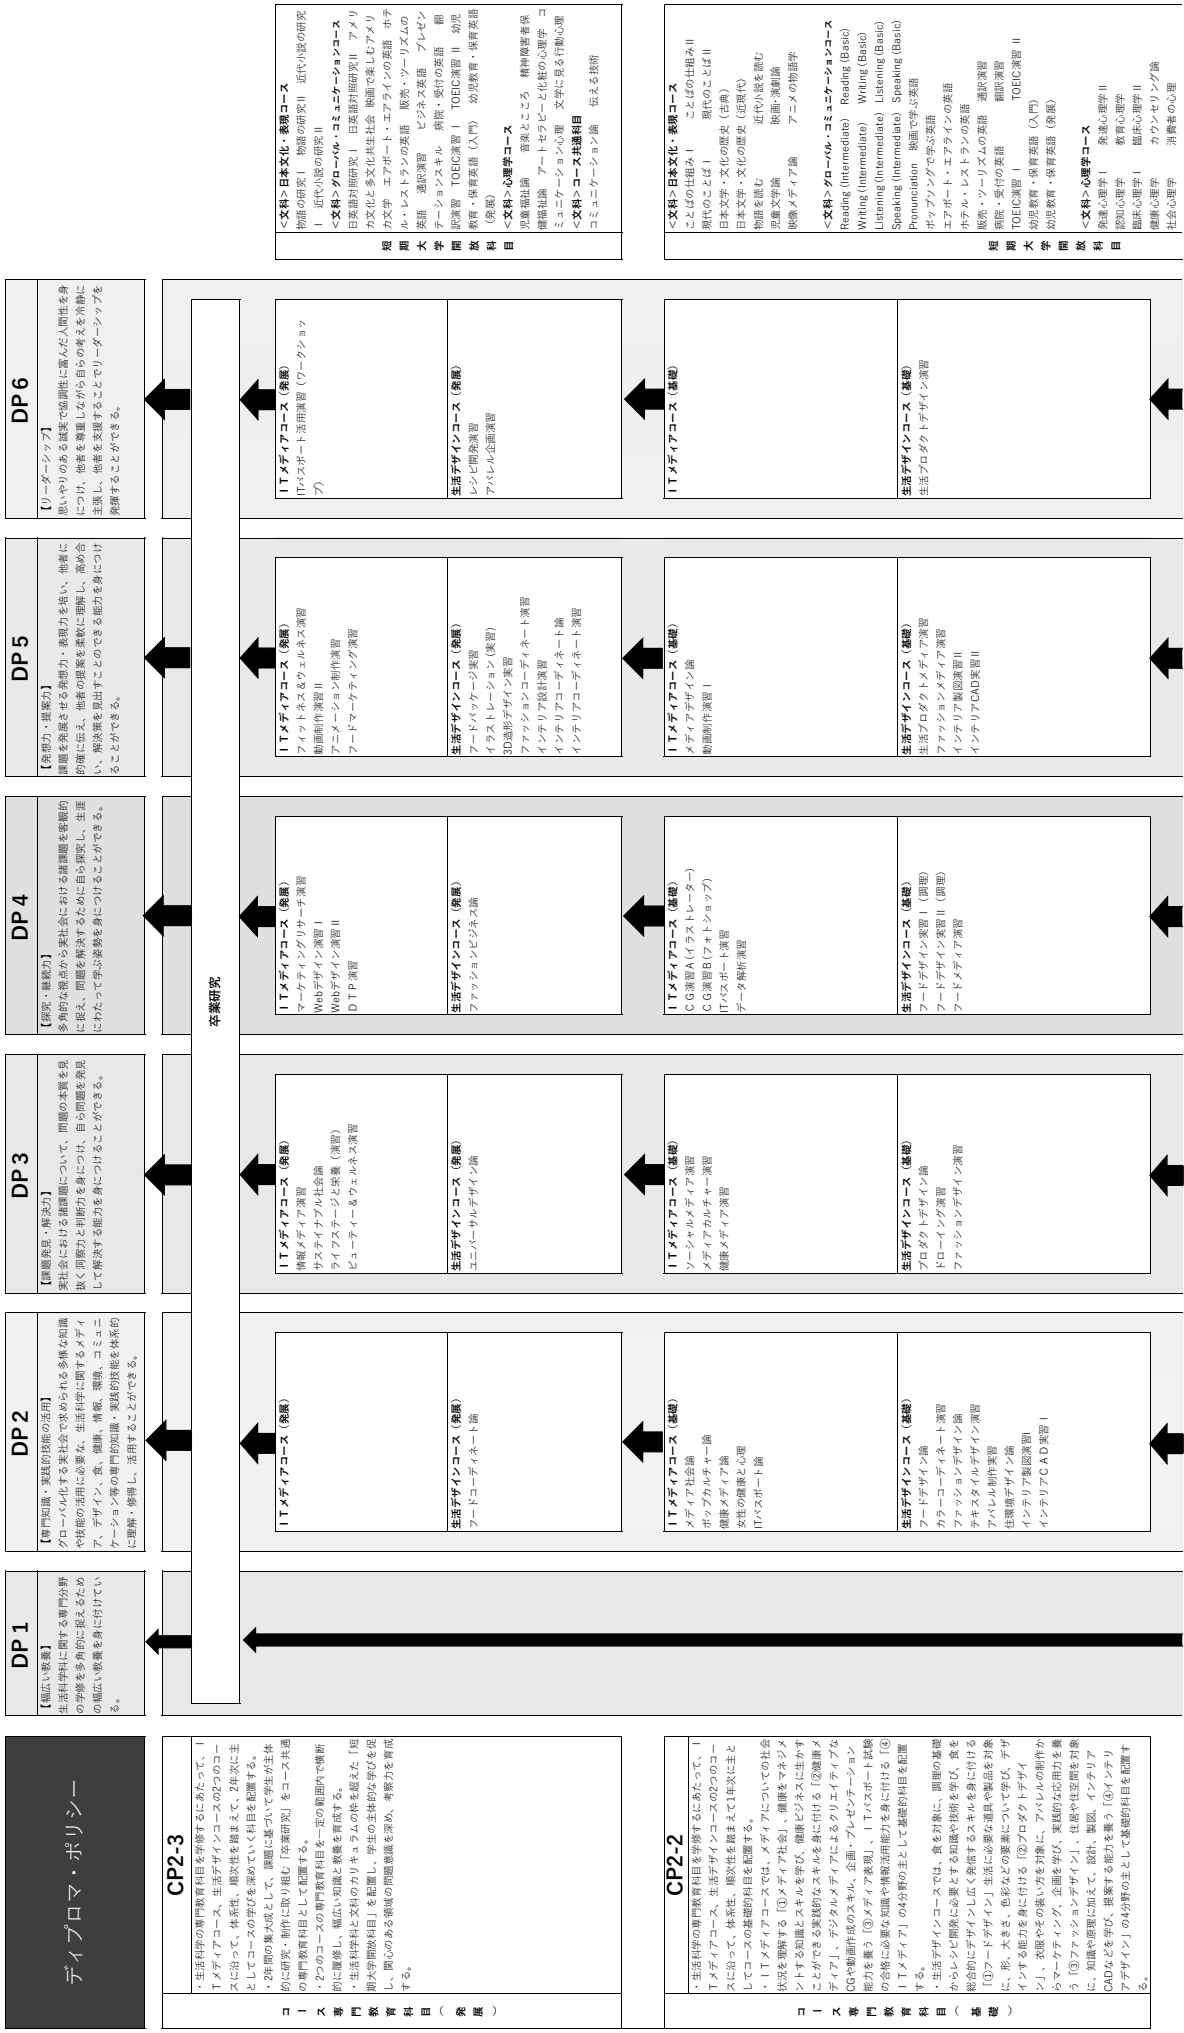 ディプロマ・ポリシー
DP 1
【幅広い教養】
生活科学科に関する専門分野
の学修を多角的に捉えるため
の幅広い教養を身に付けてい
る。
DP 2
【専門知識・実践的技能の活用】
グローバル化する実社会で求められる多様な知識
や技能の活用に必要な、生活科学に関するメディ
ア、デザイン、食、健康、情報、環境、コミュニ
ケーション等の専門的知識・実践的技能を体系的
に理解・修得し、活用することができる。
DP 3
【課題発見・解決力】
実社会における諸課題について、問題の本質を見
抜く洞察力と判断力を身につけ、自ら問題を発見
して解決する能力を身につけることができる。
DP 4
【探究・継続力】
多角的な視点から実社会における諸課題を客観的
に捉え、問題を解決するために自ら探究し、生涯
にわたって学ぶ姿勢を身につけることができる。
DP 5
【発想力・提案力】
課題を発展させる発想力・表現力を培い、他者に
的確に伝え、他者の提案を柔軟に理解し、高め合
い、解決策を見出すことのできる能力を身につけ
ることができる。
DP 6
【リーダーシップ】
思いやりのある誠実で協調性に富んだ人間性を身
につけ、他者を尊重しながら自らの考えを冷静に
主張し、他者を支援することでリーダーシップを
発揮することができる。
卒業研究
コース専門教育科目(発展)
CP2-3
・生活科学の専門教育科目を学修するにあたって、I
Tメディアコース、生活デザインコースの2つのコー
スに沿って、体系性、順次性を踏まえて、2年次に主
としてコースの学びを深めていく科目を配置する。
・2年間の集大成として、課題に基づいて学生が主体
的に研究・制作に取り組む「卒業研究」をコース共通
の専門教育科目として配置する。
・2つのコースの専門教育科目を一定の範囲内で横断
的に履修し、幅広い知識と教養を育成する。
・生活科学科と文科のカリキュラムの枠を超えた「短
期大学開放科目」を配置し、学生の主体的な学びを促
し、関心のある領域の問題意識を深め、考察力を育成
する。
ITメディアコース(発展)
生活デザインコース(発展)
フードコーディネート論
ITメディアコース(発展)
情報メディア演習
サステイナブル社会論
ライフステージと栄養(演習)
ビューティー&ウェルネス演習
生活デザインコース(発展)
ユニバーサルデザイン論
ITメディアコース(発展)
マーケティングリサーチ演習
Webデザイン演習 I
Webデザイン演習 II
DTP演習
生活デザインコース(発展)
ファッションビジネス論
ITメディアコース(発展)
フィットネス&ウェルネス演習
動画制作演習 II
アニメーション制作演習
フードマーケティング演習
生活デザインコース(発展)
フードパッケージ実習
イラストレーション(実習)
3D造形デザイン実習
ファッションコーディネート演習
インテリア設計演習
インテリアコーディネート論
インテリアコーディネート演習
ITメディアコース(発展)
ITパスポート活用演習(ワークショッ
プ)
生活デザインコース(発展)
レシピ開発演習
アパレル企画演習
短期大学開放科目
<文科>日本文化・表現コース
物語の研究 I 物語の研究 II 近代小説の研究
I 近代小説の研究 II
<文科>グローバル・コミュニケーションコース
日英語対照研究 I 日英語対照研究 II アメリ
カ文化と多文化共生社会 映画で楽しむアメリ
カ文学 エアポート・エアラインの英語 ホテ
ル・レストランの英語 販売・ツーリズムの
英語 通訳演習 ビジネス英語 プレゼン
テーションスキル 病院・受付の英語 翻
訳演習 TOEIC演習 I TOEIC演習 II 幼児
教育・保育英語(入門) 幼児教育・保育英語
(発展)
<文科>心理学コース
児童福祉論 音楽とこころ 精神障害者保
健福祉論 アートセラピーと化粧の心理学 コ
ミュニケーション心理 文学に見る行動心理
<文科>コース共通科目
コミュニケーション論 伝える技術
コース専門教育科目(基礎)
CP2-2
・生活科学の専門教育科目を学修するにあたって、I
Tメディアコース、生活デザインコースの2つのコー
スに沿って、体系性、順次性を踏まえて1年次に主と
してコースの基礎的科目を配置する。
・ITメディアコースでは、メディアについての社会
状況を理解する「①メディア社会」、健康をマネジメ
ントする知識とスキルを学び、健康ビジネスに生かす
ことができる実践的なスキルを身に付ける「②健康メ
ディア」、デジタルメディアによるクリエイティブな
CGや動画作成のスキル、企画・プレゼンテーション
能力を養う「③メディア表現」、ITパスポート試験
の合格に必要な知識や情報活用能力を身に付ける「④
ITメディア」の4分野の主として基礎的科目を配置
する。
・生活デザインコースでは、食を対象に、調理の基礎
からレシピ開発に必要とする知識や技術を学び、食を
総合的にデザインし広く発信するスキルを身に付ける
「①フードデザイン」生活に必要な道具や製品を対象
に、形、大きさ、色彩などの要素について学び、デザ
インする能力を身に付ける「②プロダクトデザイ
ン」、衣服やその装い方を対象に、アパレルの制作か
らマーケティング、企画を学び、実践的な応用力を養
う「③ファッションデザイン」、住居や住空間を対象
に、知識や原理に加えて、設計、製図、インテリア
CADなどを学び、提案する能力を養う「④インテリ
アデザイン」の4分野の主として基礎的科目を配置す
る。
ITメディアコース(基礎)
メディア社会論
ポップカルチャー論
健康メディア論
女性の健康と心理
ITパスポート論
生活デザインコース(基礎)
フードデザイン論
カラーコーディネート演習
ファッションデザイン論
テキスタイルデザイン演習
アパレル制作実習
住環境デザイン論
インテリア製図演習I
インテリアCAD実習 I
ITメディアコース(基礎)
ソーシャルメディア演習
メディアカルチャー演習
健康メディア演習
生活デザインコース(基礎)
プロダクトデザイン論
ドローイング演習
ファッションデザイン演習
ITメディアコース(基礎)
CG演習A(イラストレーター)
CG演習B(フォトショップ)
ITパスポート演習
データ解析演習
生活デザインコース(基礎)
フードデザイン実習 I(調理)
フードデザイン実習 II(調理)
フードメディア演習
ITメディアコース(基礎)
メディアデザイン論
動画制作演習 I
生活デザインコース(基礎)
生活プロダクトメディア演習
ファッションメディア演習
インテリア製図演習 II
インテリアCAD実習 II
ITメディアコース(基礎)
生活デザインコース(基礎)
生活プロダクトデザイン演習
短期大学開放科目
<文科>日本文化・表現コース
ことばの仕組み I ことばの仕組み II
現代のことば I 現代のことば II
日本文学・文化の歴史(古典)
日本文学・文化の歴史(近現代)
物語を読む 近代小説を読む
児童文学論 映画・演劇論
映像メディア論 アニメの物語学
<文科>グローバル・コミュニケーションコース
Reading (Intermediate) Reading (Basic)
Writing (Intermediate) Writing (Basic)
Listening (Intermediate) Listening (Basic)
Speaking (Intermediate) Speaking (Basic)
Pronunciation 映画で学ぶ英語
ポップソングで学ぶ英語
エアポート・エアラインの英語
ホテル・レストランの英語
販売・ツーリズムの英語 通訳演習
病院・受付の英語 翻訳演習
TOEIC演習 I TOEIC演習 II
幼児教育・保育英語(入門)
幼児教育・保育英語(発展)
<文科>心理学コース
発達心理学 I 発達心理学 II
認知心理学 教育心理学
臨床心理学 I 臨床心理学 II
健康心理学 カウンセリング論
社会心理学 消費者の心理